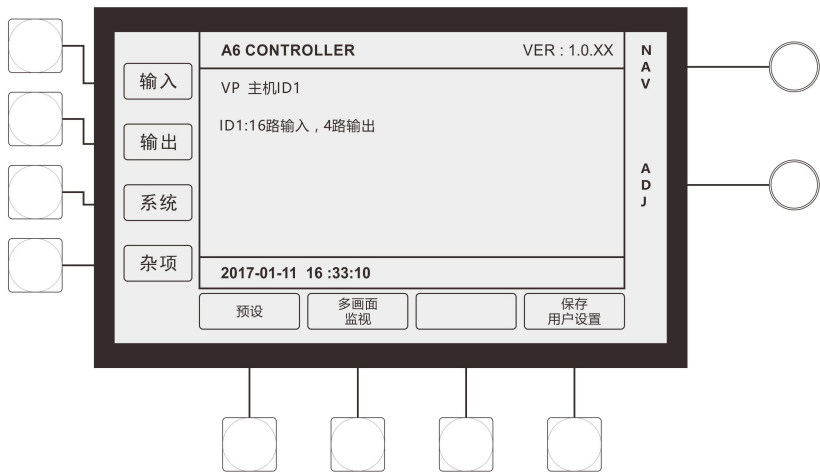 A6 CONTROLLER
VER : 1.0.XX
VP 主机ID1
ID1:16路输入，4路输出
2017-01-11 16 :33:10
输入
输出
系统
杂项
预设
多画面
监视
保存
用户设置
N
A
V
A
D
J